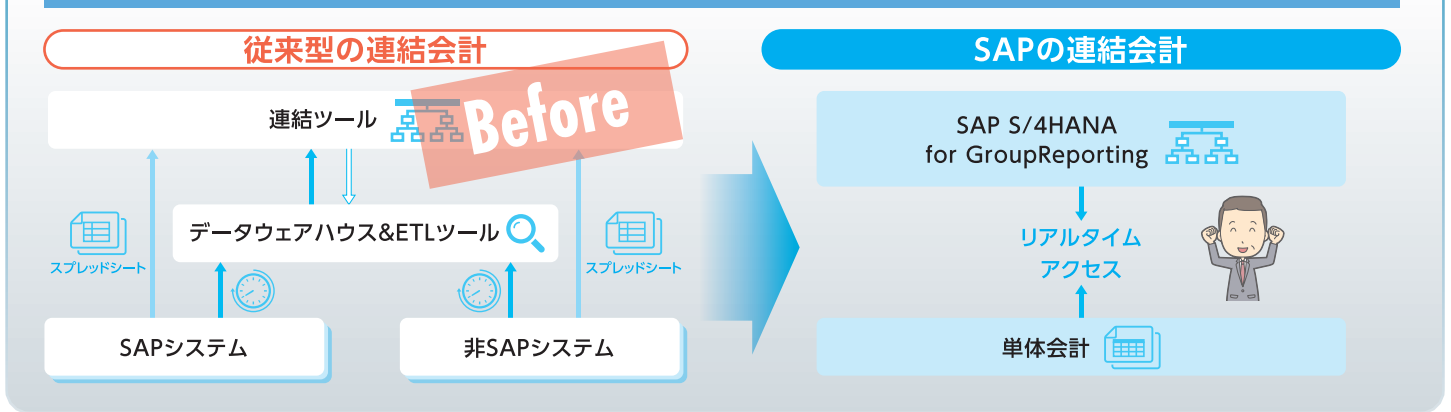 従来型の連結会計
連結ツール
Before
データウェアハウス&ETLツール
スプレッドシート
スプレッドシート
SAPシステム
非SAPシステム
SAPの連結会計
SAP S/4HANA
for GroupReporting
リアルタイム
アクセス
単体会計